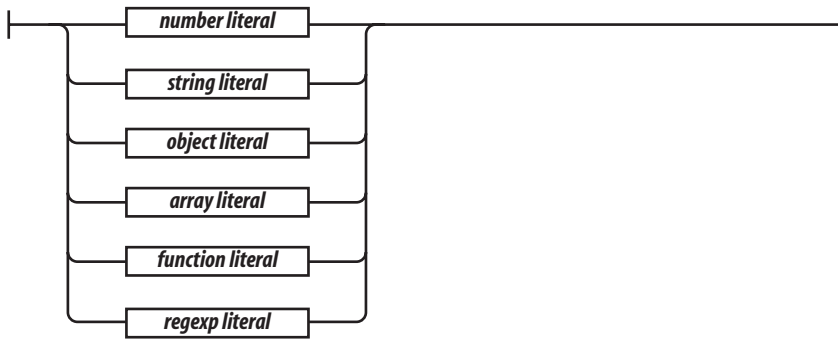 number literal
string literal
object literal
array literal
function literal
regexp literal